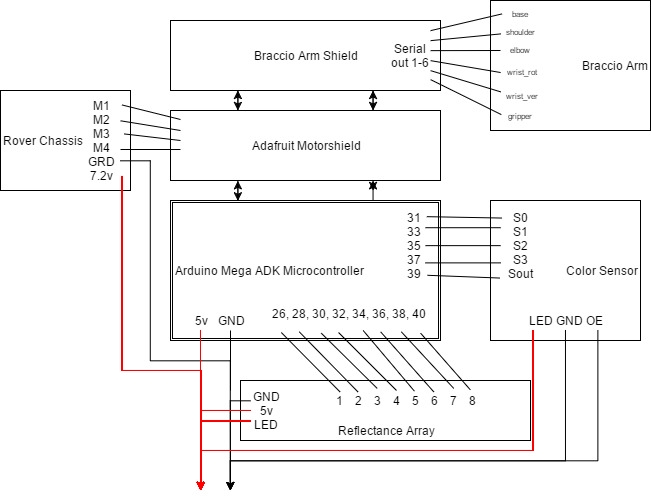 base
shoulder
elbow
wrist_rot
wrist_ver
gripper
Braccio Arm
Braccio Arm Shield
Serial
out 1-6
M1
M2
M3
M4
GRD
7.2v
Rover Chassis
Adafruit Motorshield
Arduino Mega ADK Microcontroller
31
33
35
37
39
S0
S1
S2
S3
Sout
Color Sensor
LED GND OE
5v GND
26, 28, 30, 32, 34, 36, 38, 40
GND
5v
LED
1 2 3 4 5 6 7 8
Reflectance Array